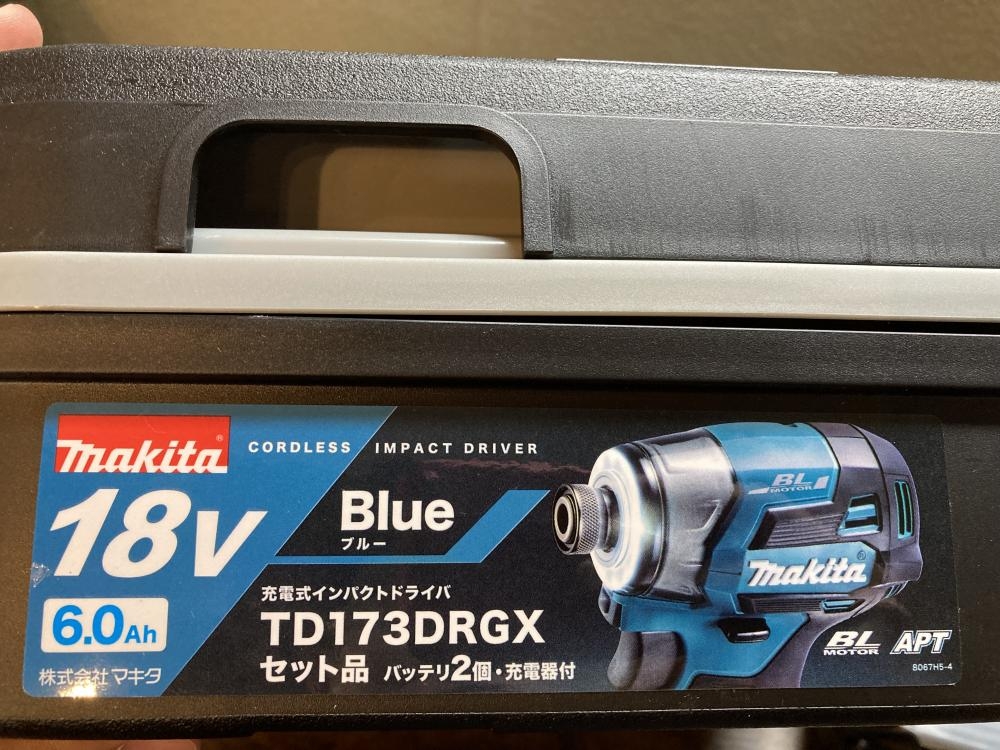 makita®
CORDLESS IMPACT DRIVER
18V
Blue
ブルー
6.0Ah
充電式インパクトドライバ
TD173DRGX
セット品 バッテリ2個・充電器付
株式会社マキタ
BL
MOTOR
makita®
BL
MOTOR
APT
8067H5-4